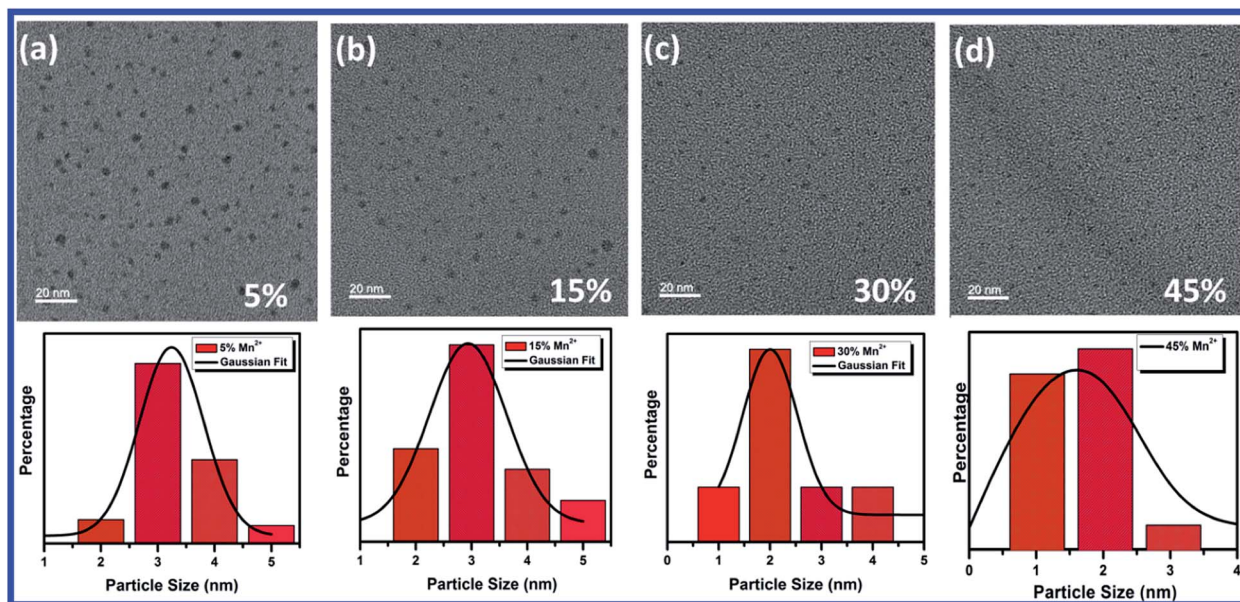 (a)
20 nm
5%
(b)
20 nm
15%
(c)
20 nm
30%
(d)
20 nm
45%
Percentage
5% Mn²⁺
Gaussian Fit
1 2 3 4 5
Particle Size (nm)
Percentage
15% Mn²⁺
Gaussian Fit
1 2 3 4 5
Particle Size (nm)
Percentage
30% Mn²⁺
Gaussian Fit
0 1 2 3 4 5
Particle Size (nm)
Percentage
45% Mn²⁺
0 1 2 3 4
Particle Size (nm)